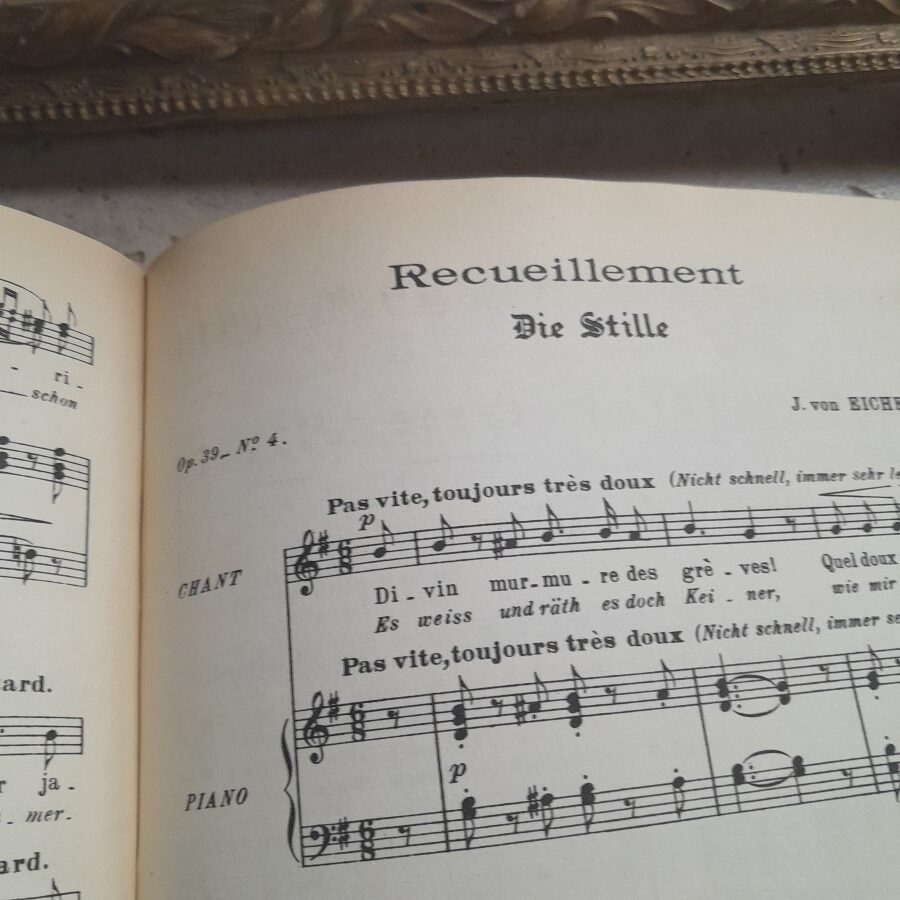 ri -
schon
ard.
ja -
mer-
ard.
Recueillement
Die Stille
J. von EICHE
Op. 39_ Nº 4.
Pas vite, toujours très doux (Nicht schnell, immer sehr le
p
CHANT
Di - vin mur - mu - re des grè - ves! Quel doux
Es weiss und räth es doch Kei - ner, wie mir
Pas vite, toujours très doux (Nicht schnell, immer se
p
PIANO